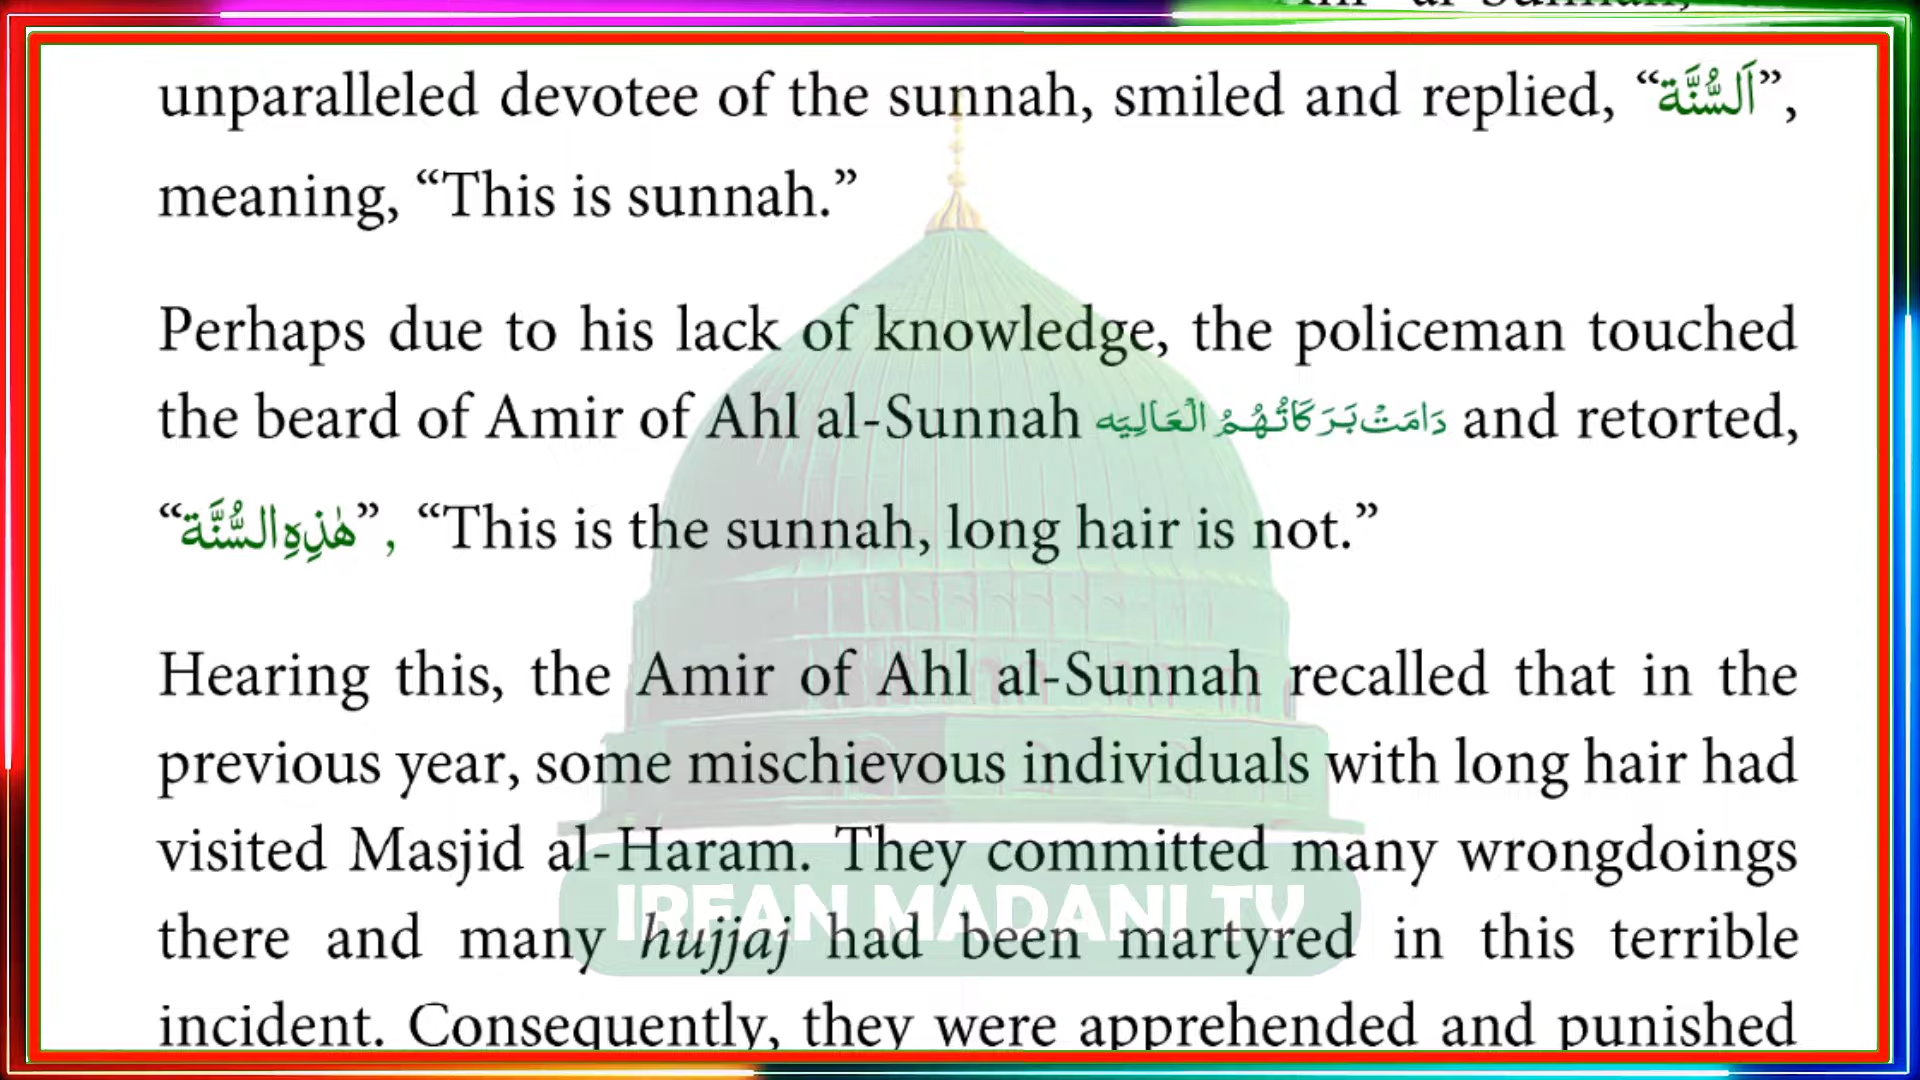 unparalleled devotee of the sunnah, smiled and replied, “اَلسُّنَّة”,
meaning, “This is sunnah.”
Perhaps due to his lack of knowledge, the policeman touched
the beard of Amir of Ahl al-Sunnah دَامَتْ بَرَكَاتُهُمُ الْعَالِيَه and retorted,
“هٰذِهِ السُّنَّة”, “This is the sunnah, long hair is not.”
Hearing this, the Amir of Ahl al-Sunnah recalled that in the
previous year, some mischievous individuals with long hair had
visited Masjid al-Haram. They committed many wrongdoings
IRFAN MADANI TV
there and many hujjaj had been martyred in this terrible
incident. Consequently, they were apprehended and punished